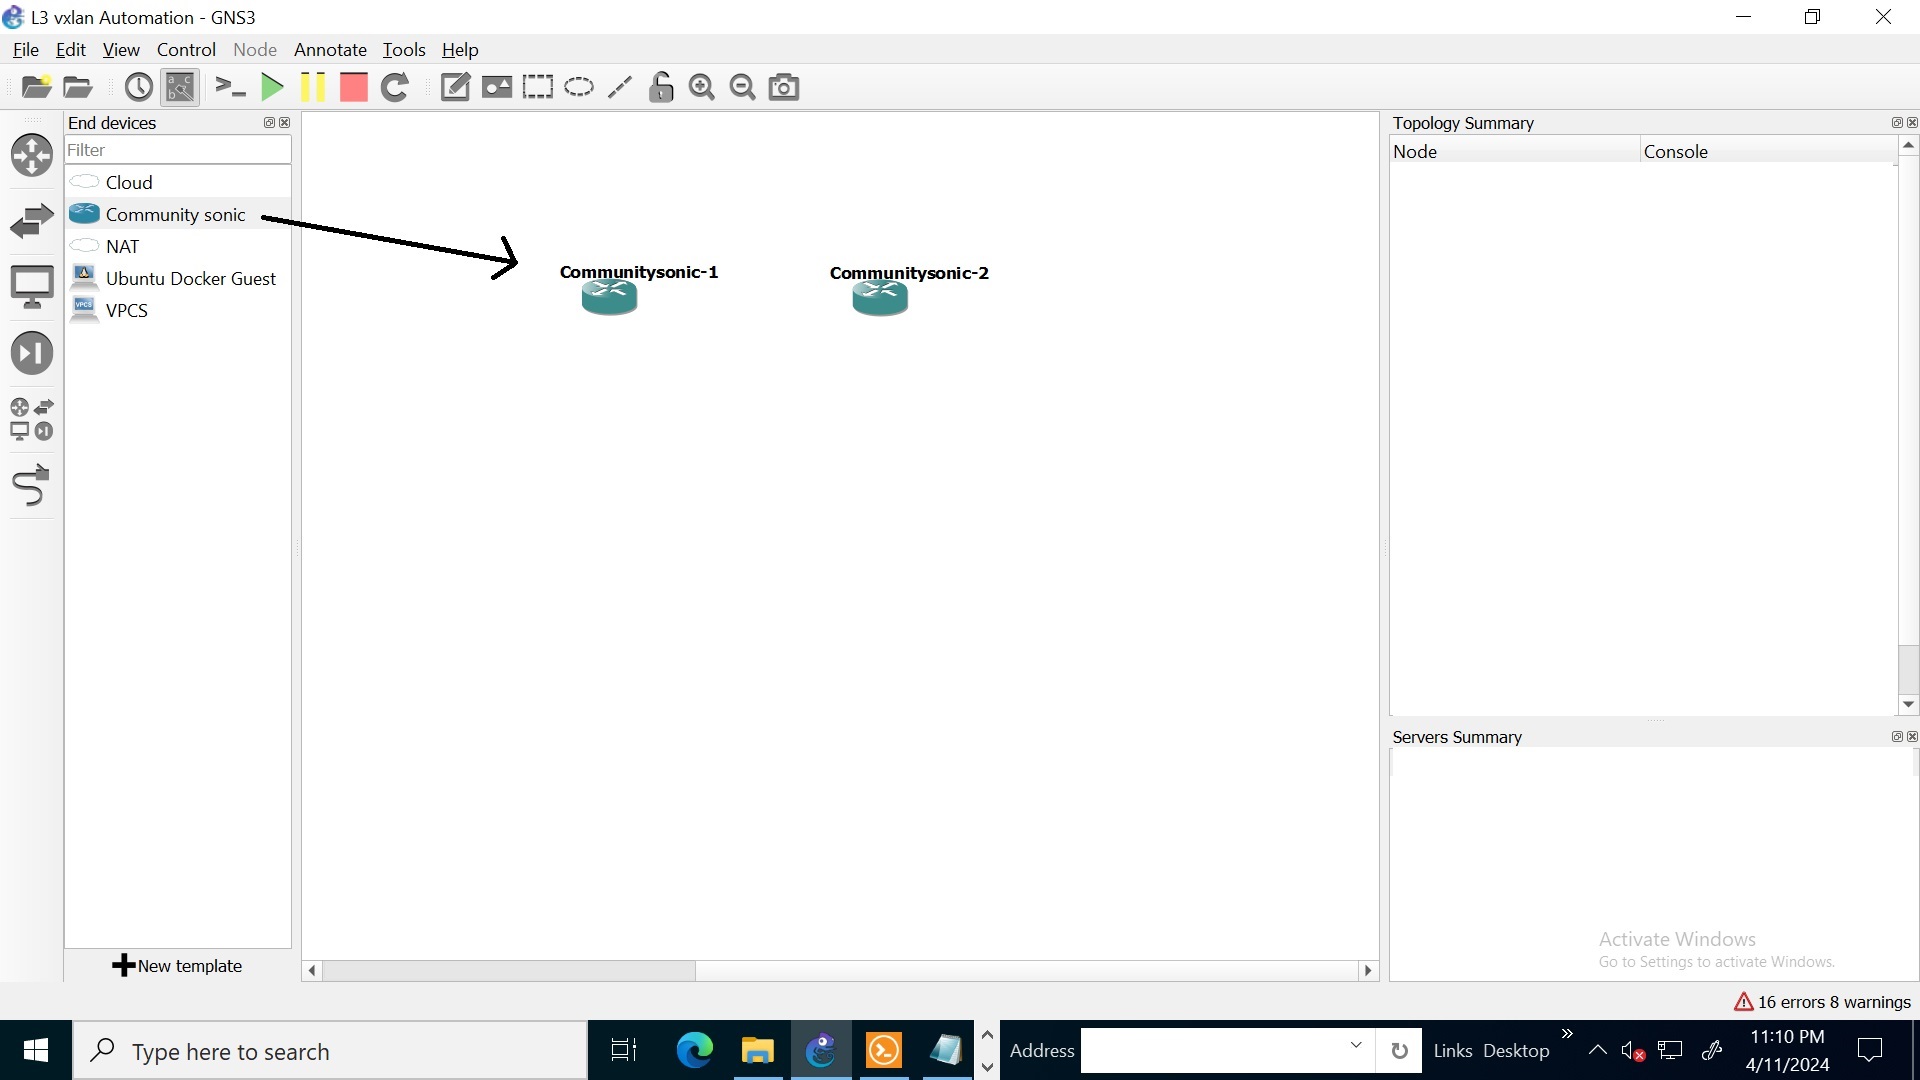 L3 vxlan Automation - GNS3
File Edit View Control Node Annotate Tools Help
End devices
Filter
Cloud
Community sonic
NAT
Ubuntu Docker Guest
VPCS
New template
Communitysonic-1
Communitysonic-2
Topology Summary
Node Console
Servers Summary
Activate Windows
Go to Settings to activate Windows.
16 errors 8 warnings
Type here to search
Address
Links Desktop
11:10 PM
4/11/2024